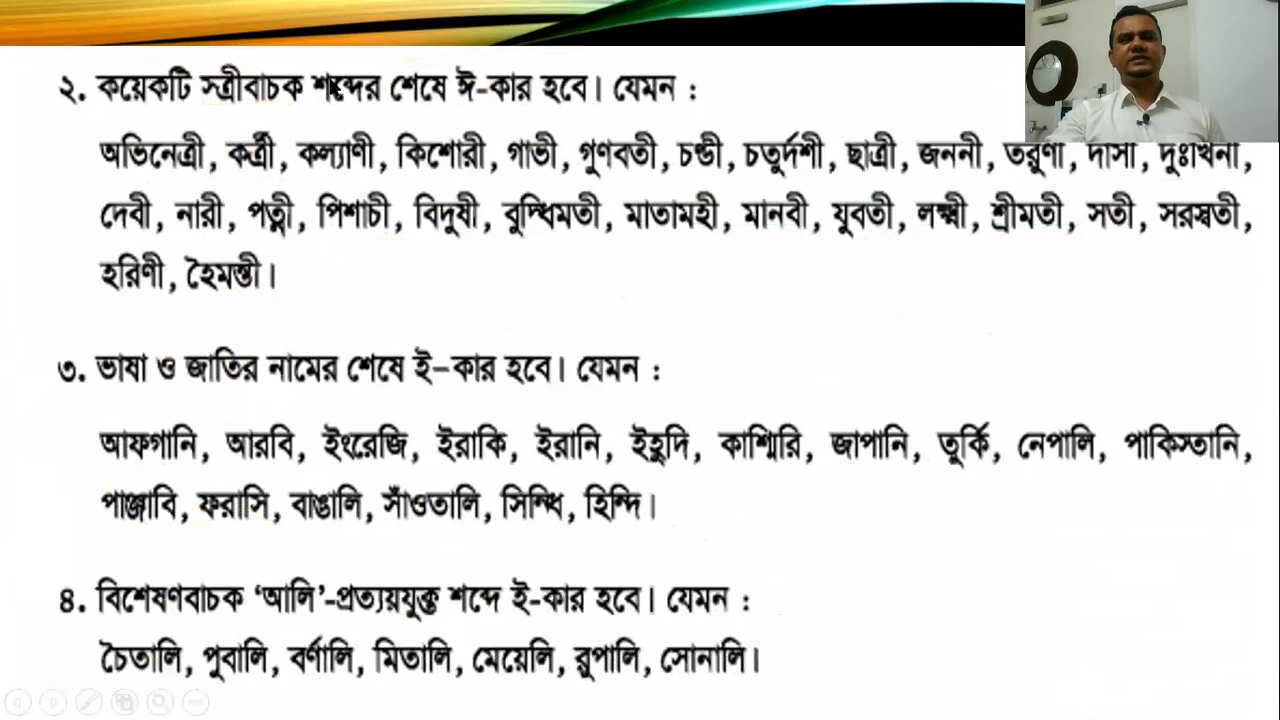 ২. কয়েকটি স্ত্রীবাচক শব্দের শেষে ঈ-কার হবে। যেমন :
অভিনেত্রী, কর্ত্রী, কল্যাণী, কিশোরী, গাভী, গুণবতী, চণ্ডী, চতুর্দশী, ছাত্রী, জননী, তরুণী, দাসী, দুঃখিনী,
দেবী, নারী, পত্নী, পিশাচী, বিদুষী, বুদ্ধিমতী, মাতামহী, মানবী, যুবতী, লক্ষ্মী, শ্রীমতী, সতী, সরস্বতী,
হরিণী, হৈমন্তী।
৩. ভাষা ও জাতির নামের শেষে ই–কার হবে। যেমন :
আফগানি, আরবি, ইংরেজি, ইরাকি, ইরানি, ইহুদি, কাশ্মিরি, জাপানি, তুর্কি, নেপালি, পাকিস্তানি,
পাঞ্জাবি, ফরাসি, বাঙালি, সাঁওতালি, সিন্ধি, হিন্দি।
৪. বিশেষণবাচক ‘আলি’-প্রত্যয়যুক্ত শব্দে ই-কার হবে। যেমন :
চৈতালি, পুবালি, বর্ণালি, মিতালি, মেয়েলি, রুপালি, সোনালি।